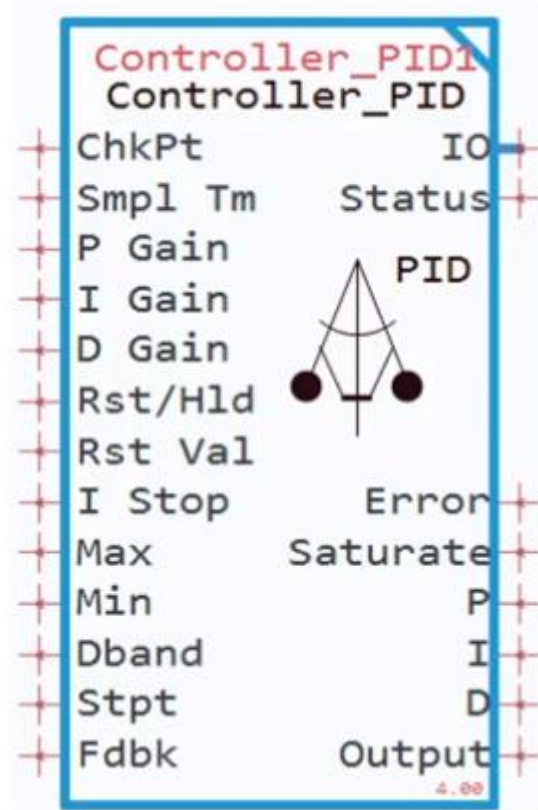 Controller_PID1
Controller_PID
ChkPt IO
Smpl Tm Status
P Gain PID
I Gain
D Gain
Rst/Hld
Rst Val
I Stop Error
Max Saturate
Min P
Dband I
Stpt D
Fdbk Output
4.00